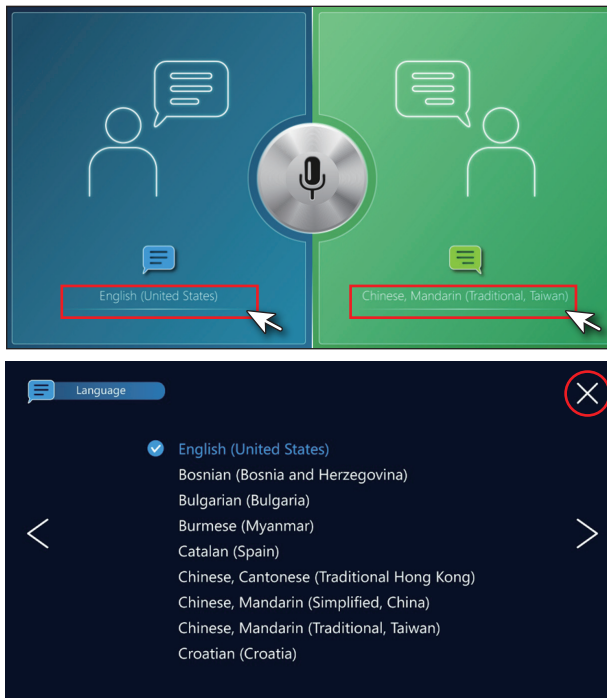 English (United States)
Chinese, Mandarin (Traditional, Taiwan)
Language
English (United States)
Bosnian (Bosnia and Herzegovina)
Bulgarian (Bulgaria)
Burmese (Myanmar)
Catalan (Spain)
Chinese, Cantonese (Traditional Hong Kong)
Chinese, Mandarin (Simplified, China)
Chinese, Mandarin (Traditional, Taiwan)
Croatian (Croatia)